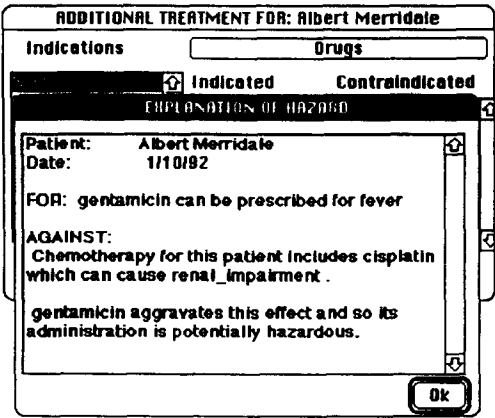 ADDITIONAL TREATMENT FOR: Albert Merridale
Indications Drugs
Indicated Contraindicated
EXPLANATION OF HAZARD
Patient: Albert Merridale
Date: 1/10/92
FOR: gentamicin can be prescribed for fever
AGAINST:
Chemotherapy for this patient includes cisplatin
which can cause renal_impairment .
gentamicin aggravates this effect and so its
administration is potentially hazardous.
Ok